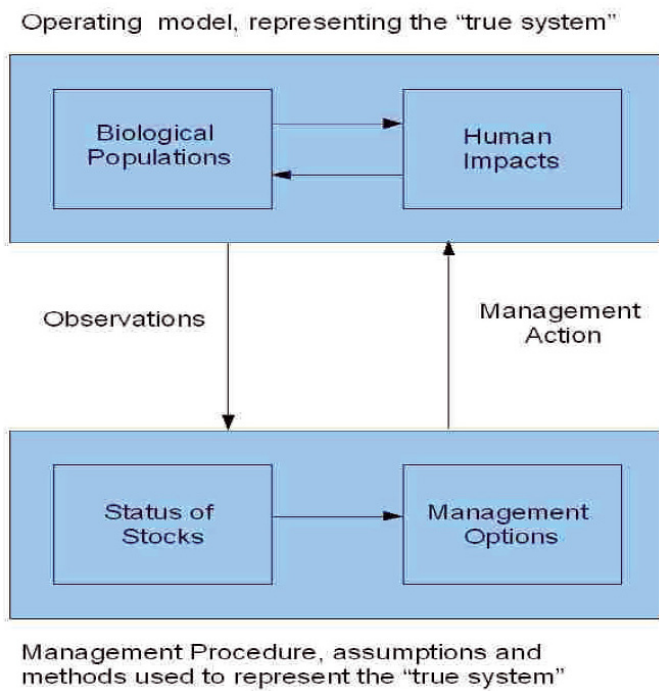 Operating model, representing the “true system”
Biological
Populations
Human
Impacts
Observations
Management
Action
Status of
Stocks
Management
Options
Management Procedure, assumptions and
methods used to represent the “true system”